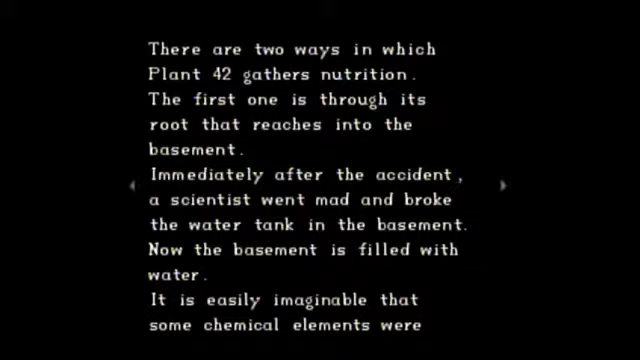 There are two ways in which
Plant 42 gathers nutrition.
The first one is through its
root that reaches into the
basement.
Immediately after the accident,
a scientist went mad and broke
the water tank in the basement.
Now the basement is filled with
water.
It is easily imaginable that
some chemical elements were